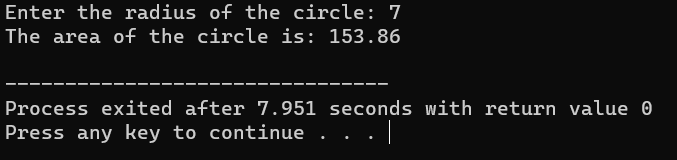 Enter the radius of the circle: 7
The area of the circle is: 153.86
--------------------------------
Process exited after 7.951 seconds with return value 0
Press any key to continue . . .